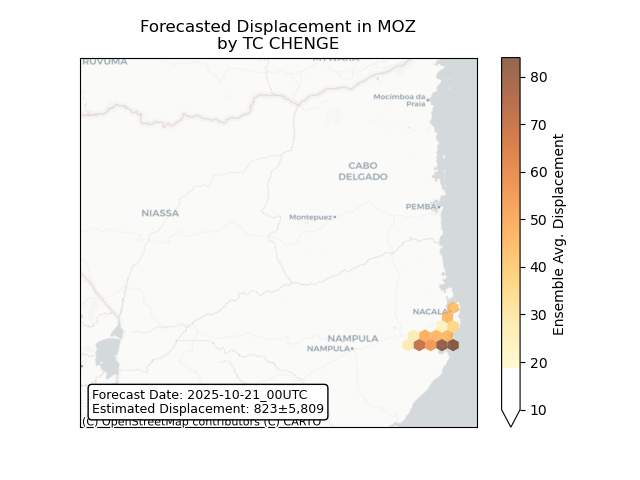 Forecasted Displacement in MOZ
by TC CHENGE
RUVUMA
Mocímboa da
Praia
CABO
DELGADO
PEMBA
NIASSA
Montepuez
NACALA
NAMPULA
NAMPULA
Forecast Date: 2025-10-21_00UTC
Estimated Displacement: 823±5,809
(C) OpenStreetMap contributors (C) CARTO
80
70
60
50
40
30
20
10
Ensemble Avg. Displacement